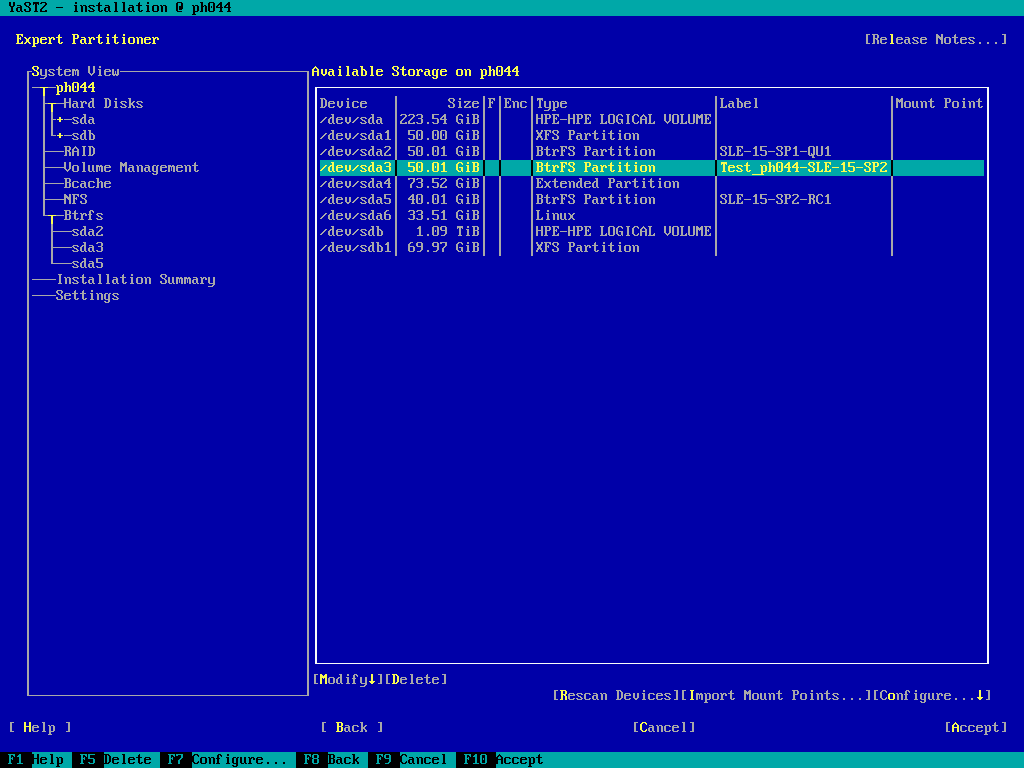 YaST2 - installation @ ph044
Expert Partitioner [Release Notes...]
System View
ph044
Hard Disks
+-sda
+-sdb
RAID
Volume Management
Bcache
NFS
Btrfs
sda2
sda3
sda5
Installation Summary
Settings
Available Storage on ph044
Device | Size|F|Enc|Type |Label |Mount Point
/dev/sda | 223.54 GiB| | |HPE-HPE LOGICAL VOLUME| |
/dev/sda1| 50.00 GiB| | |XFS Partition | |
/dev/sda2| 50.01 GiB| | |BtrFS Partition |SLE-15-SP1-QU1 |
/dev/sda3| 50.01 GiB| | |BtrFS Partition |Test_ph044-SLE-15-SP2|
/dev/sda4| 73.52 GiB| | |Extended Partition | |
/dev/sda5| 40.01 GiB| | |BtrFS Partition |SLE-15-SP2-RC1 |
/dev/sda6| 33.51 GiB| | |Linux | |
/dev/sdb | 1.09 TiB| | |HPE-HPE LOGICAL VOLUME| |
/dev/sdb1| 69.97 GiB| | |XFS Partition | |
[Modify↓][Delete]
[Rescan Devices][Import Mount Points...][Configure...↓]
[ Help ] [ Back ] [Cancel] [Accept]
F1 Help F5 Delete F7 Configure... F8 Back F9 Cancel F10 Accept